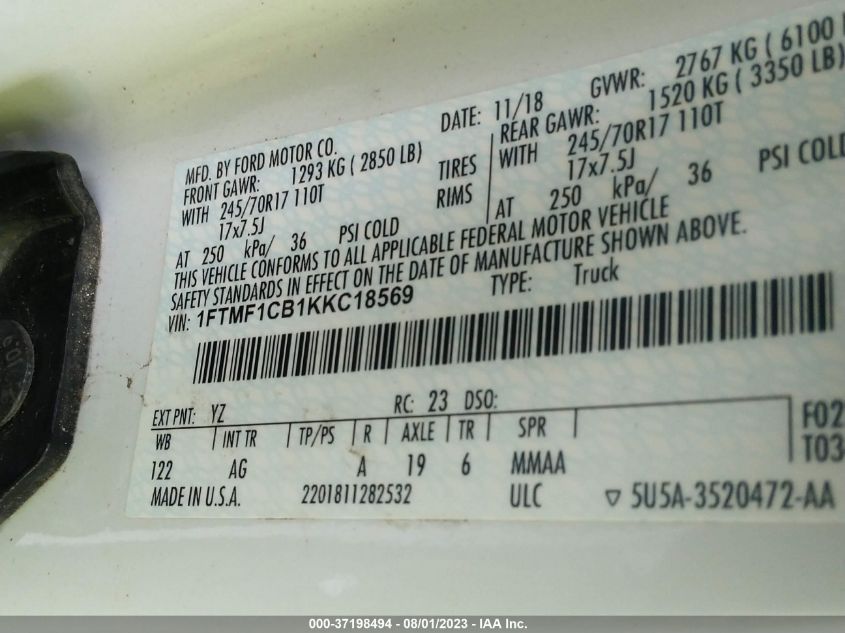 MFD. BY FORD MOTOR CO. DATE: 11/18 GVWR: 2767 KG ( 6100
FRONT GAWR: 1293 KG ( 2850 LB) REAR GAWR: 1520 KG ( 3350 LB)
WITH 245/70R17 110T TIRES WITH 245/70R17 110T
17x7.5J RIMS 17x7.5J
AT 250 kPa/ 36 PSI COLD AT 250 kPa/ 36 PSI COLD
THIS VEHICLE CONFORMS TO ALL APPLICABLE FEDERAL MOTOR VEHICLE
SAFETY STANDARDS IN EFFECT ON THE DATE OF MANUFACTURE SHOWN ABOVE.
VIN: 1FTMF1CB1KKC18569 TYPE: Truck
EXT PNT: YZ RC: 23 DSO:
WB INT TR TP/PS R AXLE TR SPR F02
122 AG A 19 6 MMAA T03
MADE IN U.S.A. 2201811282532 ULC ▽ 5U5A-3520472-AA
000-37198494 - 08/01/2023 - IAA Inc.